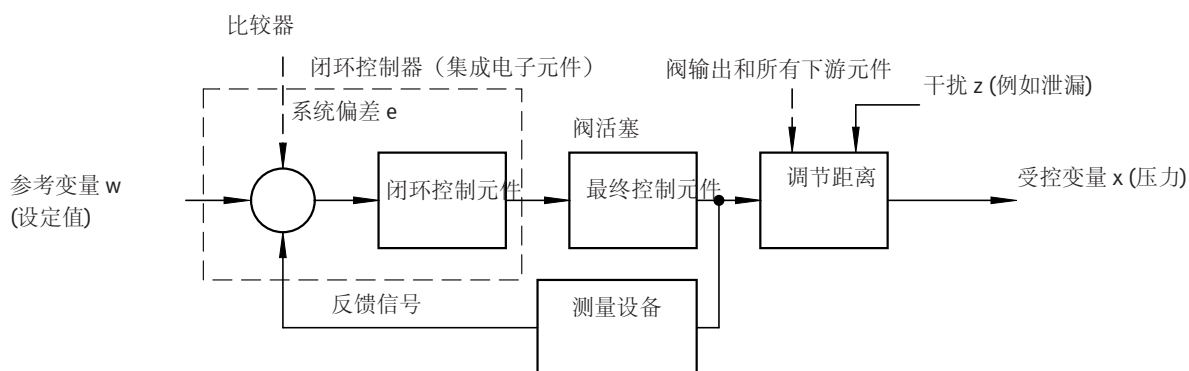 比较器
闭环控制器（集成电子元件）
阀输出和所有下游元件
干扰 z (例如泄漏)
系统偏差 e
阀活塞
参考变量 w
(设定值)
闭环控制元件
最终控制元件
调节距离
受控变量 x (压力)
反馈信号
测量设备